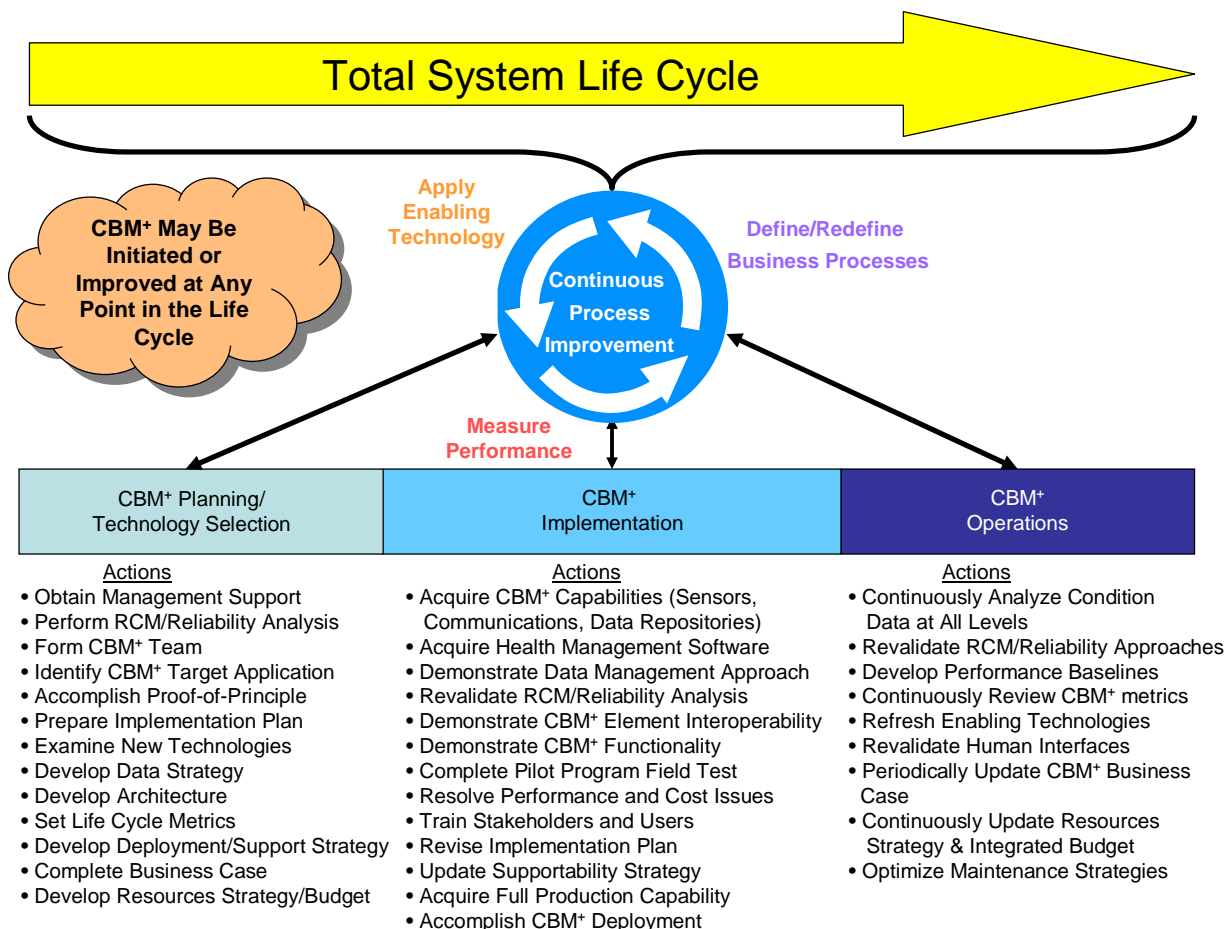 Total System Life Cycle
CBM⁺ May Be
Initiated or
Improved at Any
Point in the Life
Cycle
Apply
Enabling
Technology
Define/Redefine
Business Processes
Continuous
Process
Improvement
Measure
Performance
CBM⁺ Planning/
Technology Selection
CBM⁺
Implementation
CBM⁺
Operations
Actions
• Obtain Management Support
• Perform RCM/Reliability Analysis
• Form CBM⁺ Team
• Identify CBM⁺ Target Application
• Accomplish Proof-of-Principle
• Prepare Implementation Plan
• Examine New Technologies
• Develop Data Strategy
• Develop Architecture
• Set Life Cycle Metrics
• Develop Deployment/Support Strategy
• Complete Business Case
• Develop Resources Strategy/Budget
Actions
• Acquire CBM⁺ Capabilities (Sensors,
Communications, Data Repositories)
• Acquire Health Management Software
• Demonstrate Data Management Approach
• Revalidate RCM/Reliability Analysis
• Demonstrate CBM⁺ Element Interoperability
• Demonstrate CBM⁺ Functionality
• Complete Pilot Program Field Test
• Resolve Performance and Cost Issues
• Train Stakeholders and Users
• Revise Implementation Plan
• Update Supportability Strategy
• Acquire Full Production Capability
• Accomplish CBM⁺ Deployment
Actions
• Continuously Analyze Condition
Data at All Levels
• Revalidate RCM/Reliability Approaches
• Develop Performance Baselines
• Continuously Review CBM⁺ metrics
• Refresh Enabling Technologies
• Revalidate Human Interfaces
• Periodically Update CBM⁺ Business
Case
• Continuously Update Resources
Strategy & Integrated Budget
• Optimize Maintenance Strategies